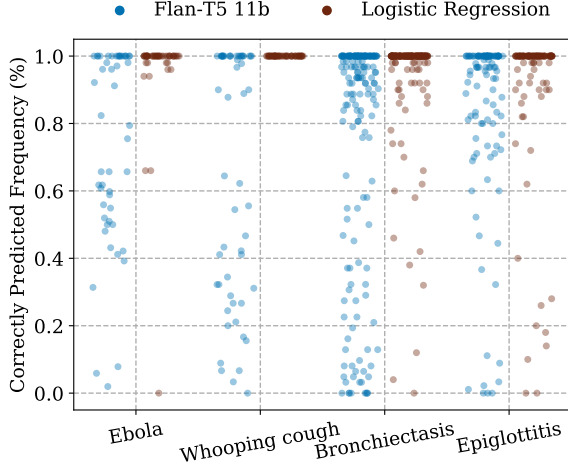 Flan-T5 11b Logistic Regression
Correctly Predicted Frequency (%)
1.0
0.8
0.6
0.4
0.2
0.0
Ebola
Whooping cough
Bronchiectasis
Epiglottitis